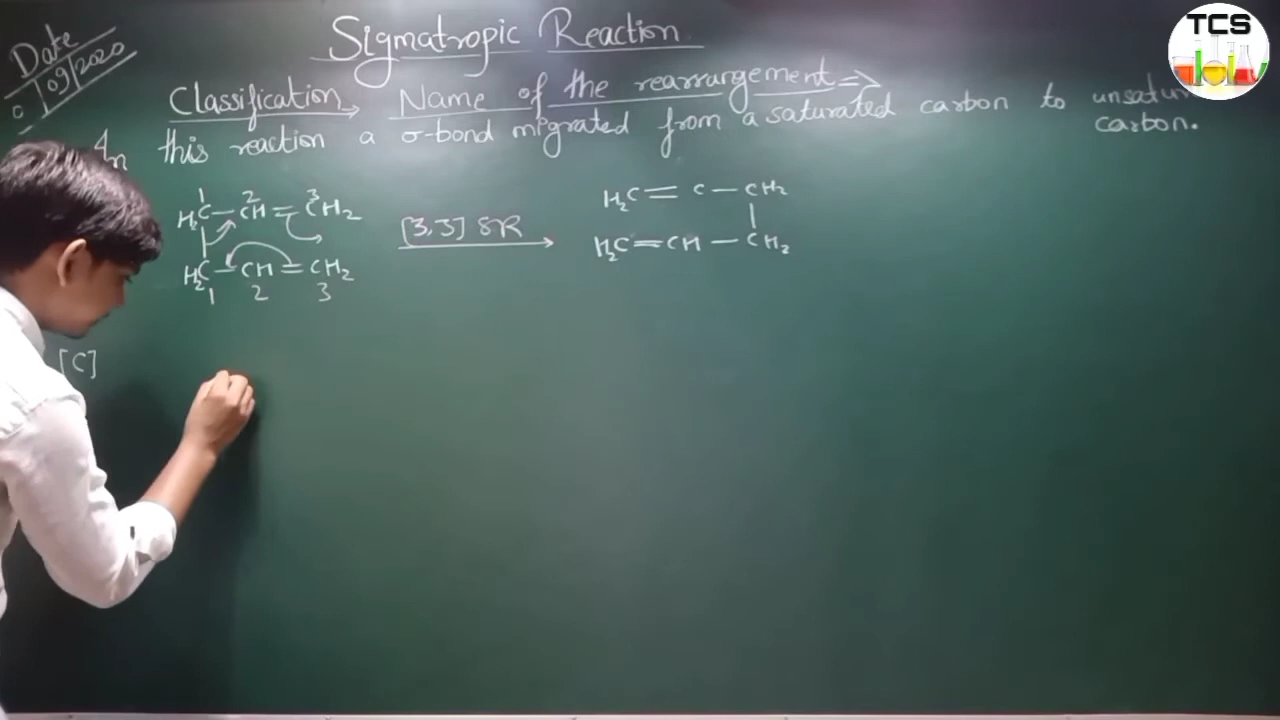 TCS
Date
09/2020
Sigmatropic Reaction
Classification → Name of the rearrangement ⇒
In this reaction a σ-bond migrated from a saturated carbon to
carbon.
1 2 3
H₂C — CH = CH₂
H₂C — CH = CH₂
1 2 3
[3,3] SR
H₂C = C — CH₂
H₂C = CH — CH₂
[C]